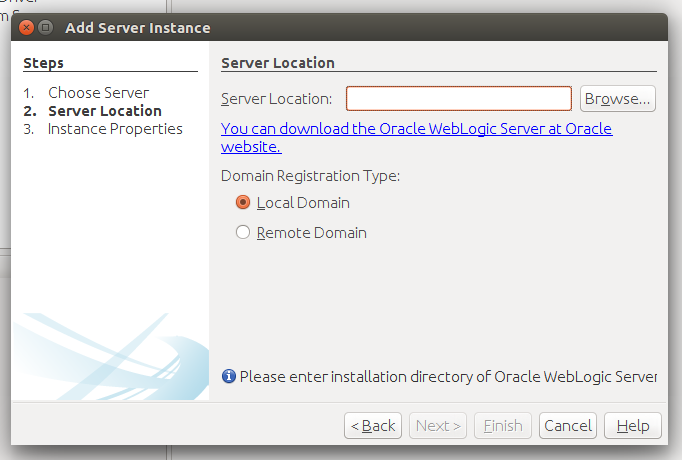 Add Server Instance
Steps
1. Choose Server
2. Server Location
3. Instance Properties
Server Location
Server Location:
Browse...
You can download the Oracle WebLogic Server at Oracle
website.
Domain Registration Type:
Local Domain
Remote Domain
Please enter installation directory of Oracle WebLogic Server
< Back
Next >
Finish
Cancel
Help